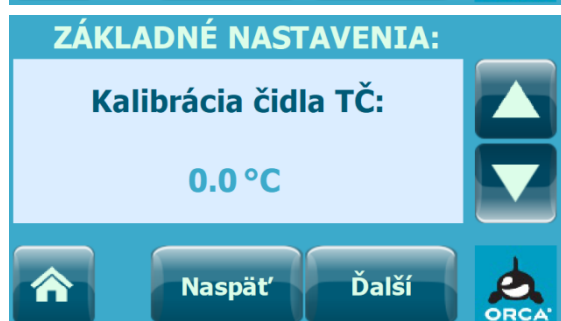 ZÁKLADNÉ NASTAVENIA:
Kalibrácia čidla TČ:
0.0 °C
Naspäť
Ďalší
ORCA